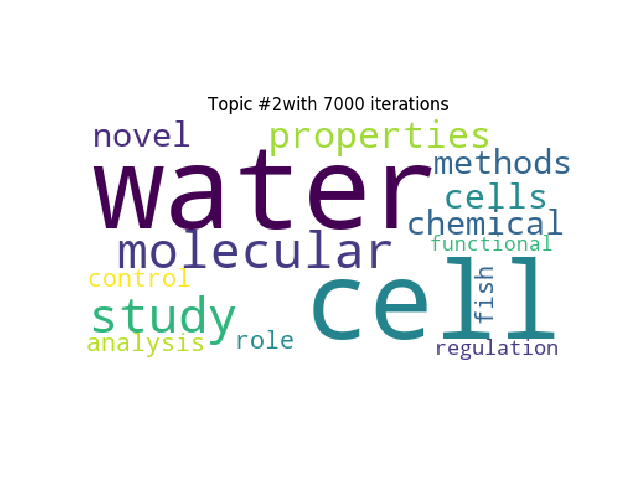 Topic #2with 7000 iterations
novel
properties
water
methods
cells
chemical
molecular
functional
control
cell
fish
study
analysis
role
regulation